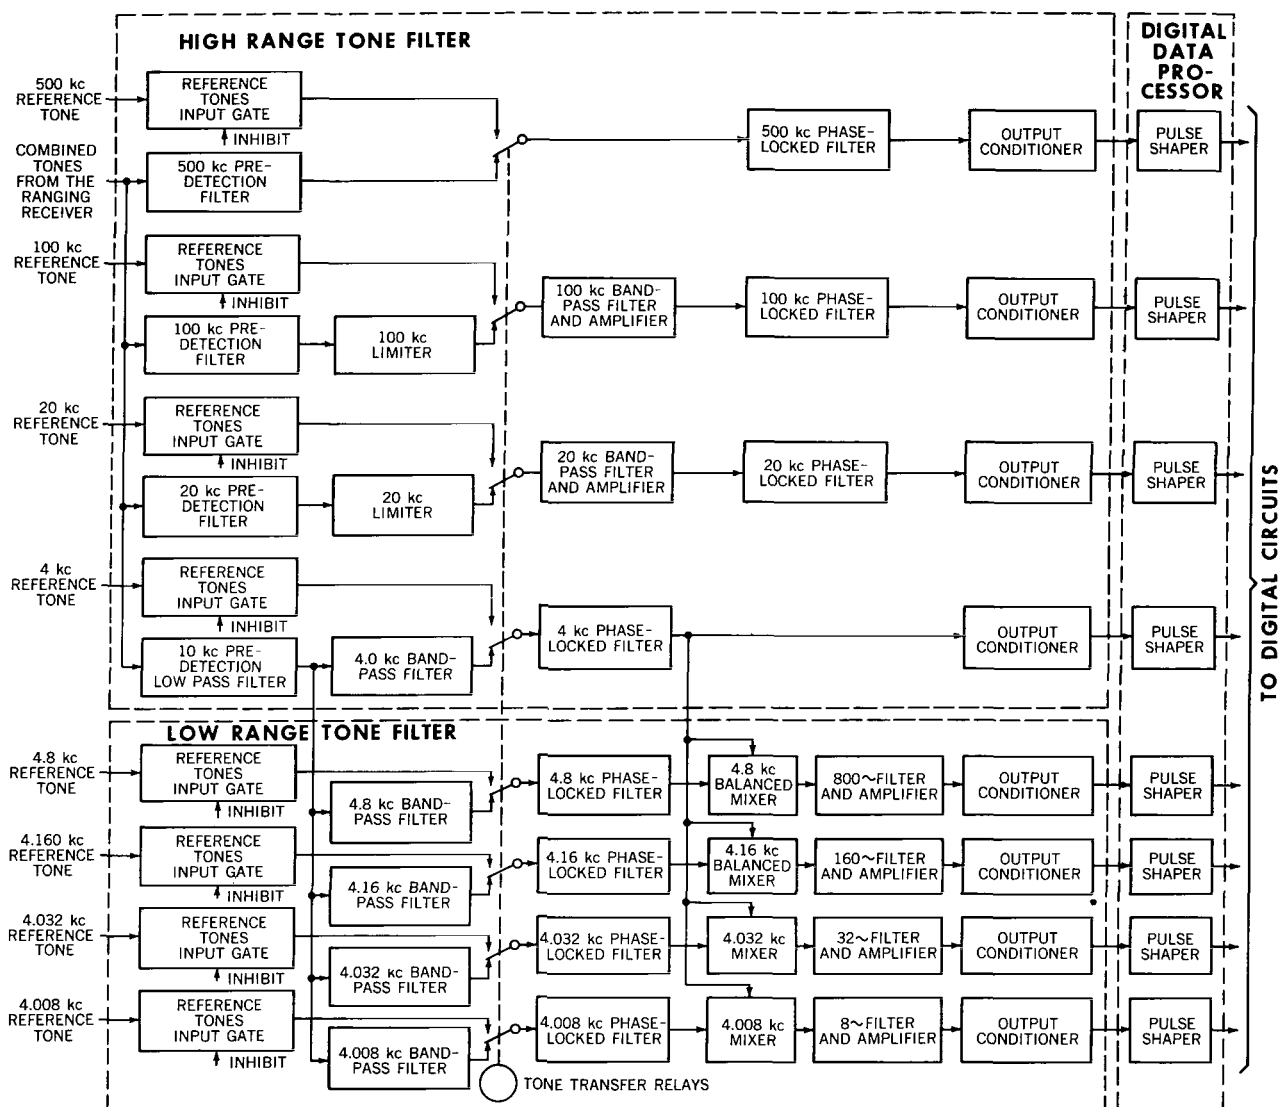 HIGH RANGE TONE FILTER
DIGITAL
DATA
PRO-
CESSOR
500 kc
REFERENCE
TONE
REFERENCE
TONES
INPUT GATE
INHIBIT
COMBINED
TONES
FROM THE
RANGING
RECEIVER
500 kc PRE-
DETECTION
FILTER
500 kc PHASE-
LOCKED FILTER
OUTPUT
CONDITIONER
PULSE
SHAPER
100 kc
REFERENCE
TONE
REFERENCE
TONES
INPUT GATE
INHIBIT
100 kc PRE-
DETECTION
FILTER
100 kc
LIMITER
100 kc BAND-
PASS FILTER
AND AMPLIFIER
100 kc PHASE-
LOCKED FILTER
OUTPUT
CONDITIONER
PULSE
SHAPER
20 kc
REFERENCE
TONE
REFERENCE
TONES
INPUT GATE
INHIBIT
20 kc PRE-
DETECTION
FILTER
20 kc
LIMITER
20 kc BAND-
PASS FILTER
AND AMPLIFIER
20 kc PHASE-
LOCKED FILTER
OUTPUT
CONDITIONER
PULSE
SHAPER
4 kc
REFERENCE
TONE
REFERENCE
TONES
INPUT GATE
INHIBIT
10 kc PRE-
DETECTION
LOW PASS FILTER
4.0 kc BAND-
PASS FILTER
4 kc PHASE-
LOCKED FILTER
OUTPUT
CONDITIONER
PULSE
SHAPER
TO DIGITAL CIRCUITS
LOW RANGE TONE FILTER
4.8 kc
REFERENCE
TONE
REFERENCE
TONES
INPUT GATE
INHIBIT
4.8 kc BAND-
PASS FILTER
4.8 kc PHASE-
LOCKED FILTER
4.8 kc
BALANCED
MIXER
800~FILTER
AND AMPLIFIER
OUTPUT
CONDITIONER
PULSE
SHAPER
4.160 kc
REFERENCE
TONE
REFERENCE
TONES
INPUT GATE
INHIBIT
4.16 kc BAND-
PASS FILTER
4.16 kc PHASE-
LOCKED FILTER
4.16 kc
BALANCED
MIXER
160~FILTER
AND AMPLIFIER
OUTPUT
CONDITIONER
PULSE
SHAPER
4.032 kc
REFERENCE
TONE
REFERENCE
TONES
INPUT GATE
INHIBIT
4.032 kc BAND-
PASS FILTER
4.032 kc PHASE-
LOCKED FILTER
4.032 kc
MIXER
32~FILTER
AND AMPLIFIER
OUTPUT
CONDITIONER
PULSE
SHAPER
4.008 kc
REFERENCE
TONE
REFERENCE
TONES
INPUT GATE
INHIBIT
4.008 kc BAND-
PASS FILTER
4.008 kc PHASE-
LOCKED FILTER
4.008 kc
MIXER
8~FILTER
AND AMPLIFIER
OUTPUT
CONDITIONER
PULSE
SHAPER
TONE TRANSFER RELAYS